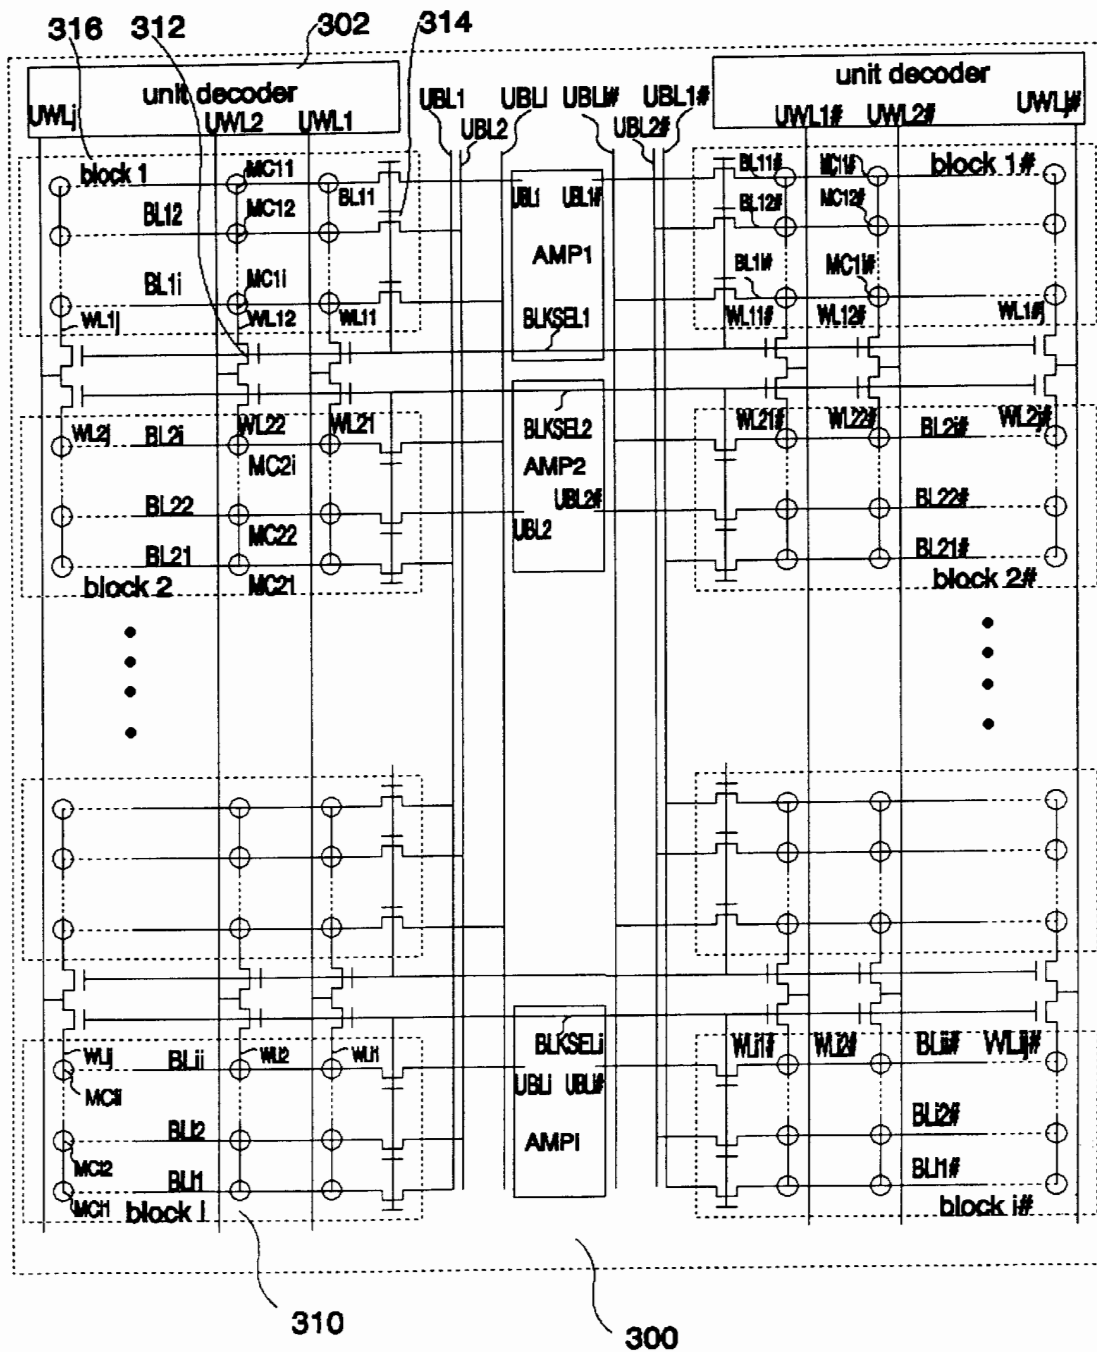 316 312 302 314
unit decoder
unit decoder
UWLj UWL2 UWL1
UBL1 UBLI UBLI# UBL1#
UBL2 UBL2#
UWL1# UWL2# UWLj#
block 1 MC11 BL11
UBL1 UBL1#
BL11# MC11# block 1#
BL12 MC12
AMP1
BL12# MC12#
BL1i MC1i
BL1i# MC1i#
WL1j WL12 WL11
BLKSEL1
WL11# WL12# WL1#j
WL2j BL2i WL22 WL21
BLKSEL2
WL21# WL22# BL2i# WL2j#
MC2i
AMP2
BL22 MC22
UBL2 UBL2#
BL22#
BL21 MC21
BL21#
block 2
block 2#
WLij BLii WLi2 WLi1
BLKSELi
WLi1# WLi2# BLii# WLij#
MCii
UBLI UBLI#
BLi2
MCi2
AMPI
BLi2#
BLI1
MCI1
BLI1#
block I
block i#
310
300